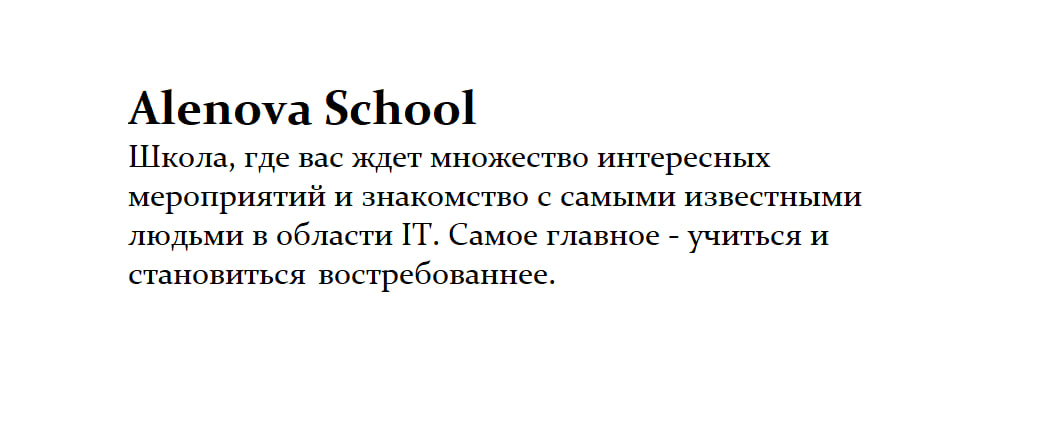 Alenova School
Школа, где вас ждет множество интересных
мероприятий и знакомство с самыми известными
людьми в области IT. Самое главное - учиться и
становиться востребованнее.